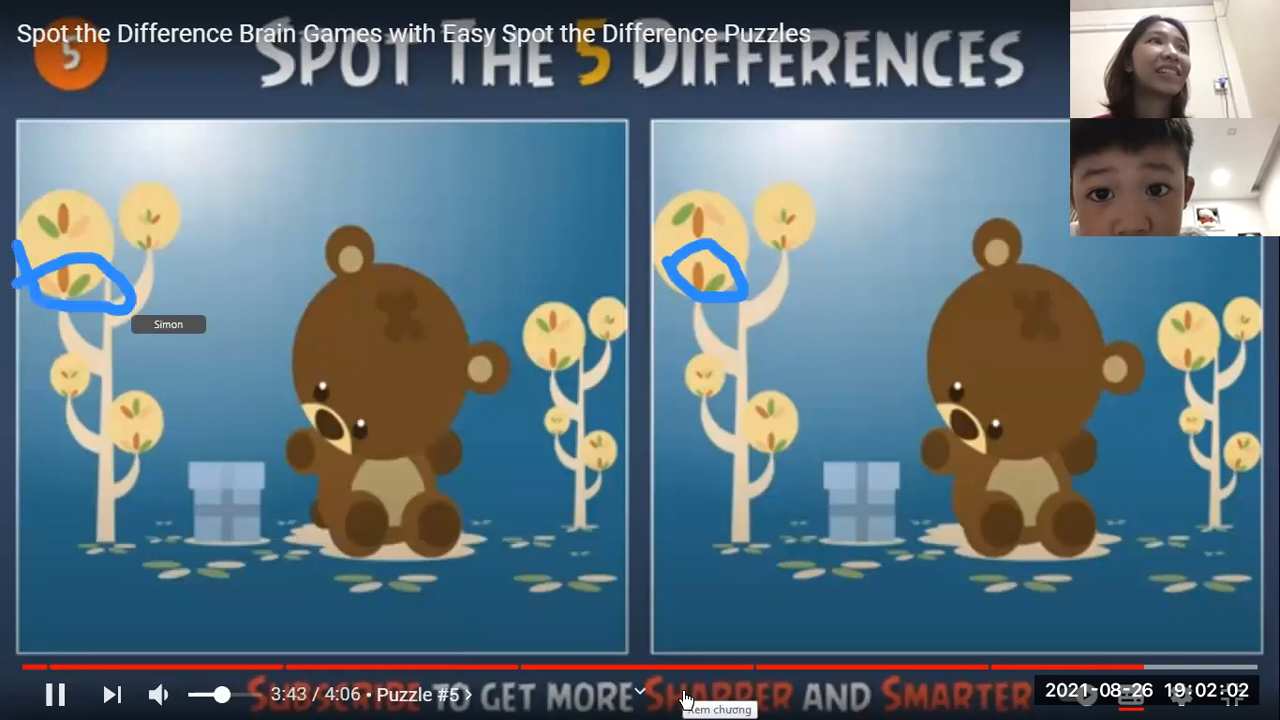 Spot the Difference Brain Games with Easy Spot the Difference Puzzles
5
SPOT THE 5 DIFFERENCES
Simon
SUBSCRIBE TO GET MORE SHARPER AND SMARTER
3:43 / 4:06 • Puzzle #5 ›
2021-08-26 19:02:02
Xem chương